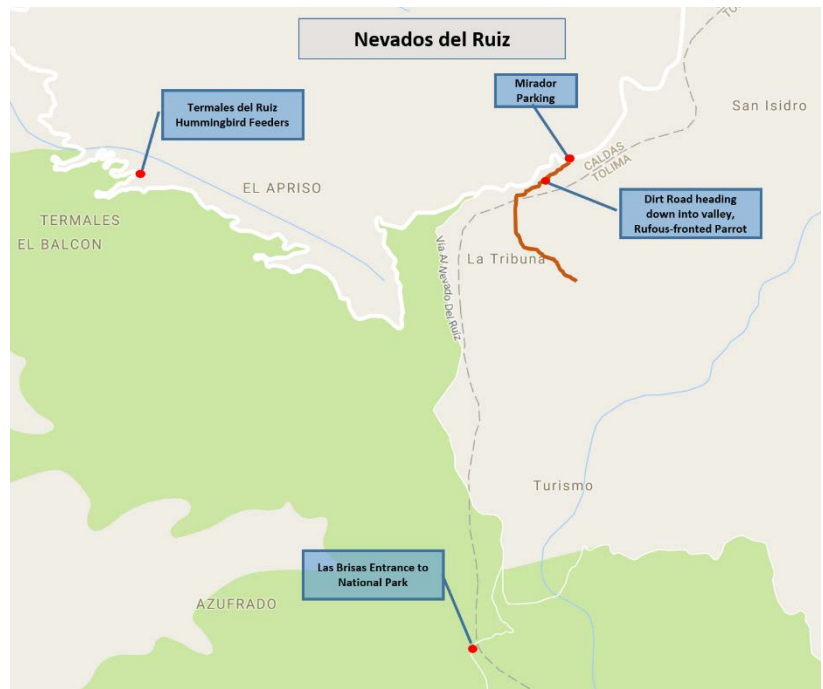 Nevados del Ruiz
Mirador
Parking
Termales del Ruiz
Hummingbird Feeders
San Isidro
CALDAS
TOLIMA
EL APRISO
Dirt Road heading
down into valley,
Rufous-fronted Parrot
TERMALES
EL BALCON
La Tribuna
Vía Al Nevado Del Ruiz
Turismo
Las Brisas Entrance to
National Park
AZUFRADO